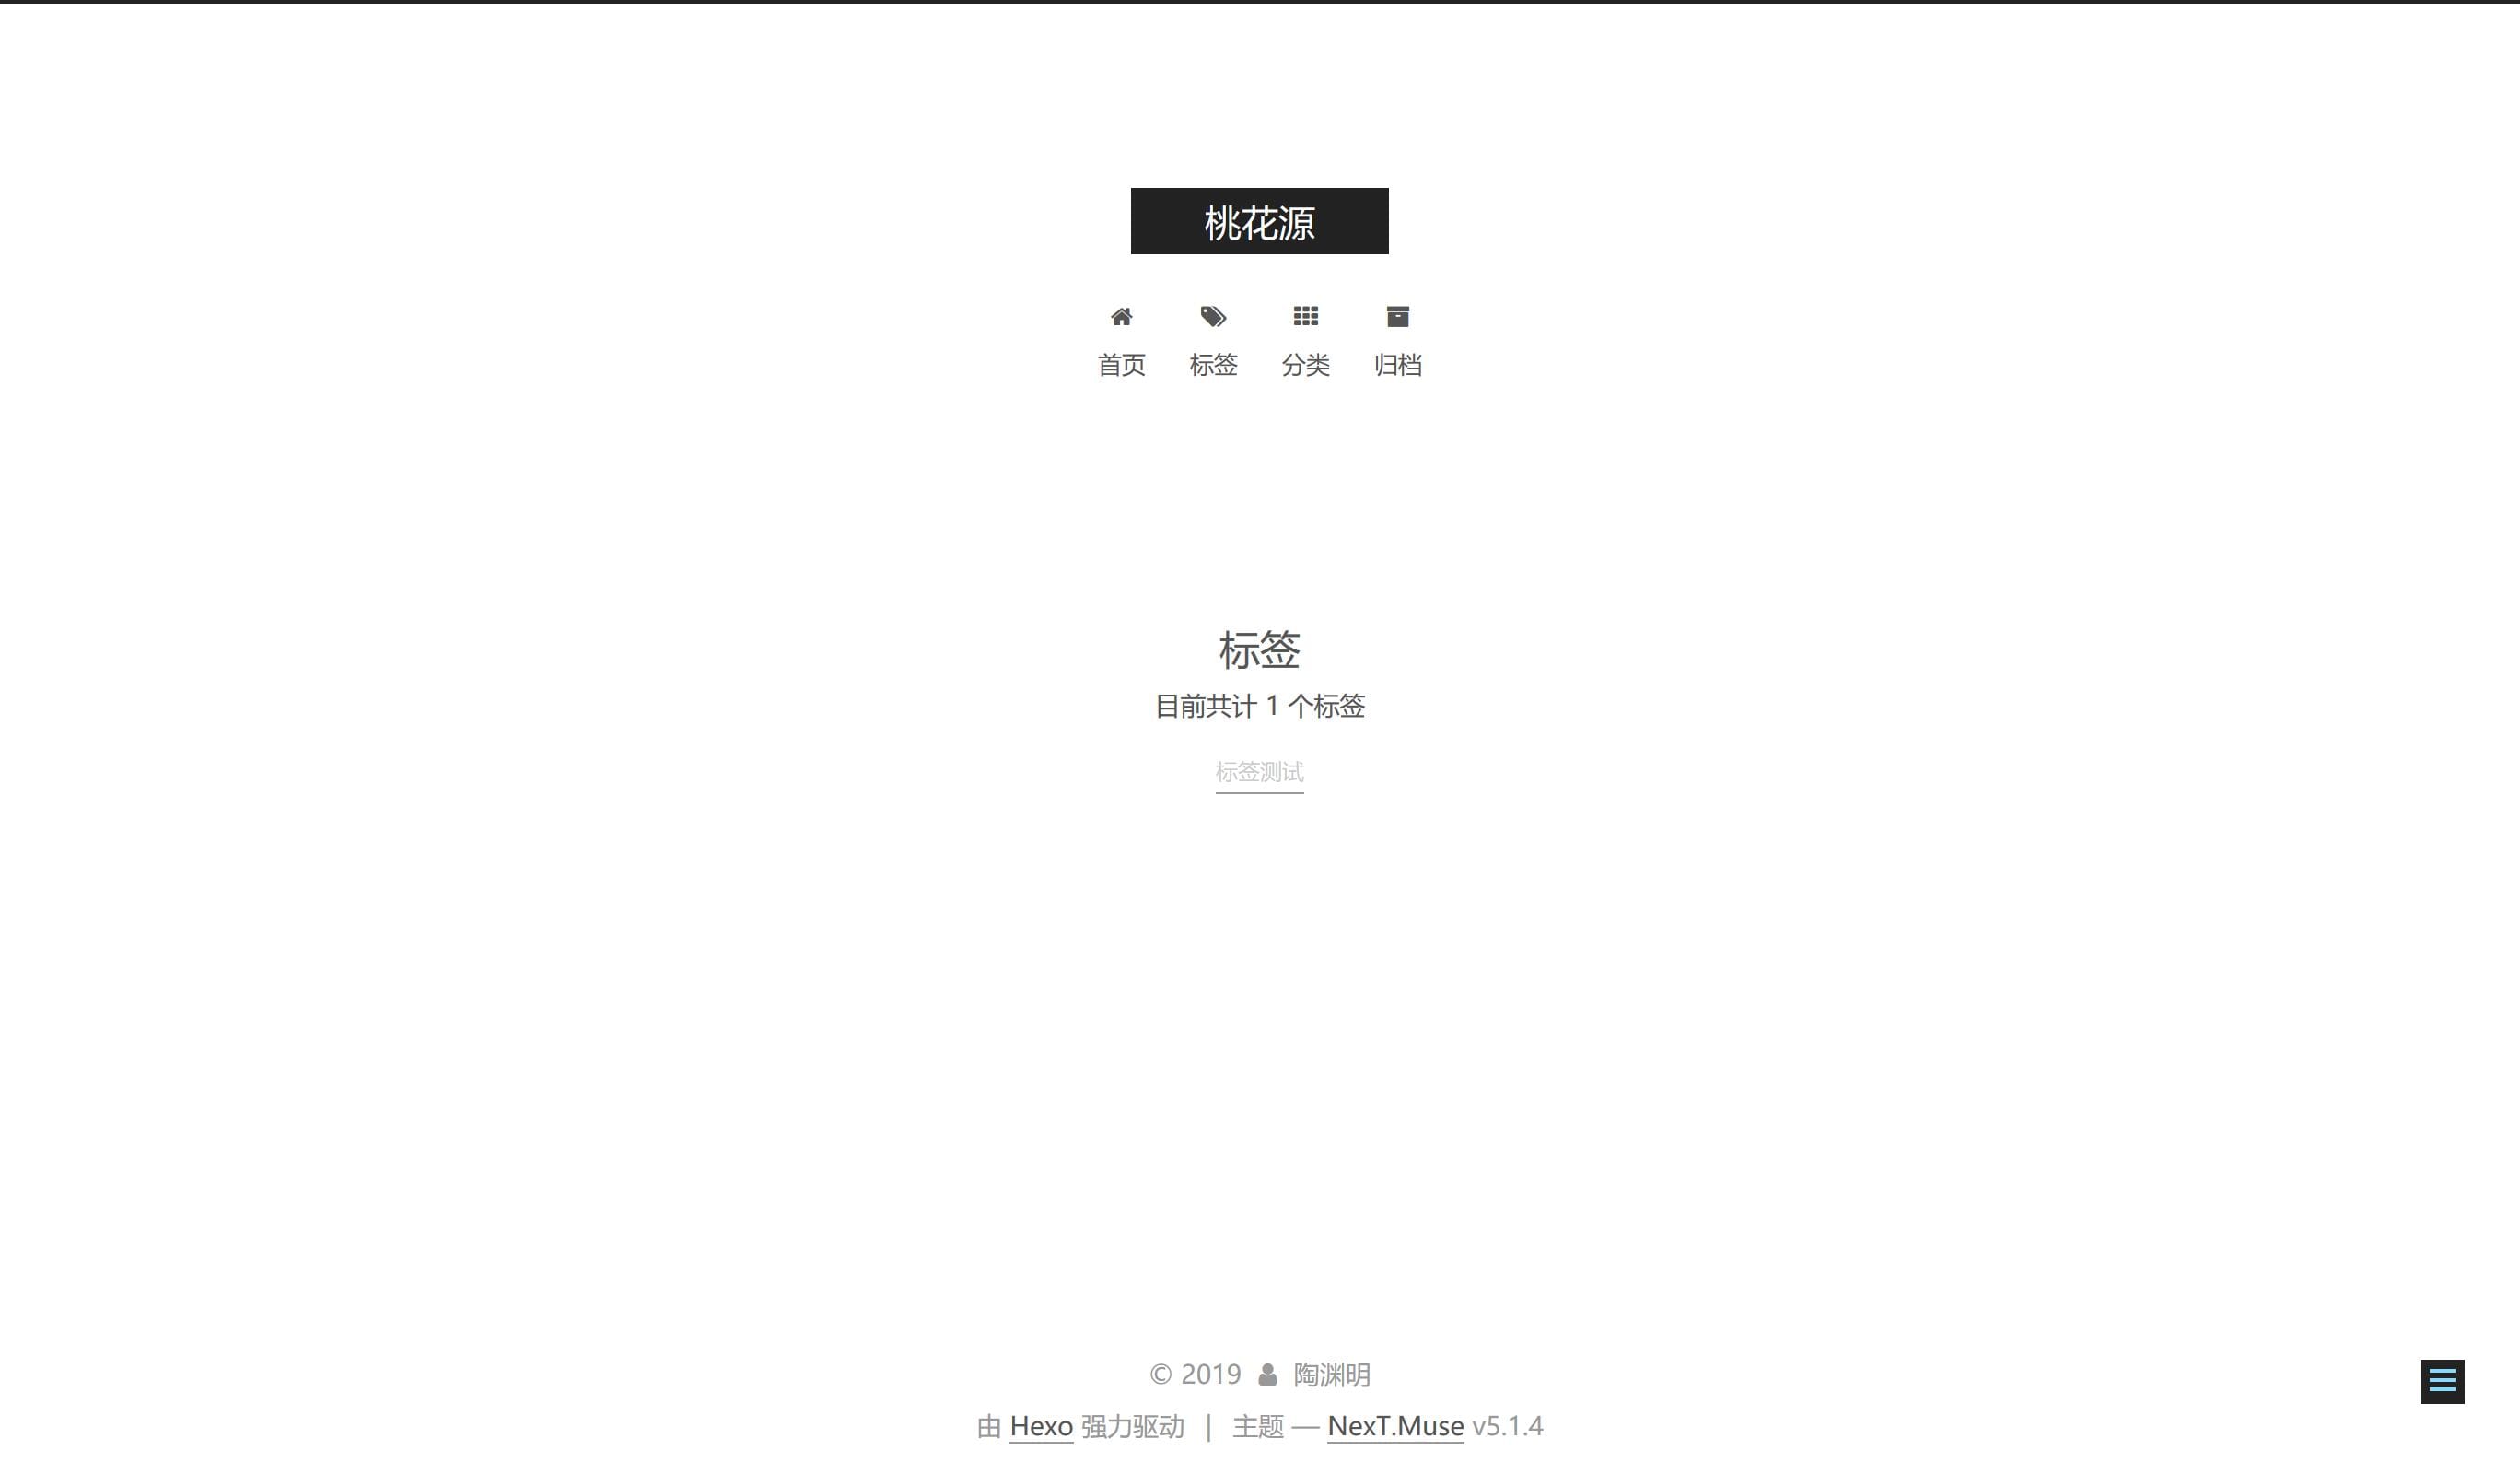 桃花源
首页 标签 分类 归档
标签
目前共计 1 个标签
标签测试
© 2019 陶渊明
由 Hexo 强力驱动 | 主题 — NexT.Muse v5.1.4